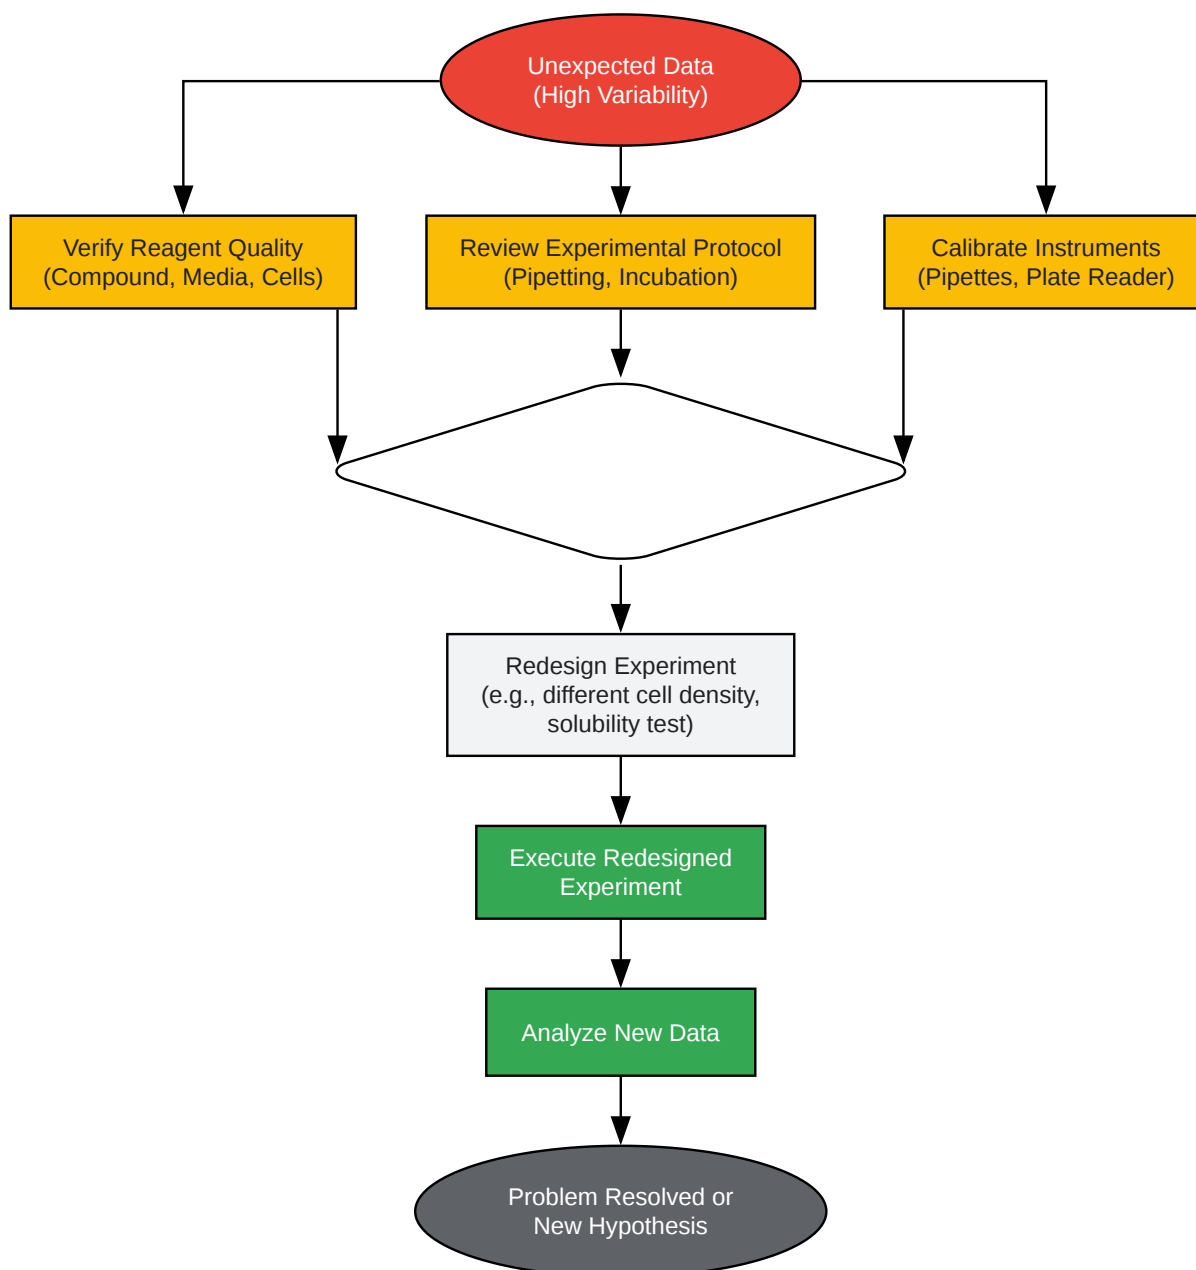 Unexpected Data
(High Variability)
Verify Reagent Quality
(Compound, Media, Cells)
Review Experimental Protocol
(Pipetting, Incubation)
Calibrate Instruments
(Pipettes, Plate Reader)
Redesign Experiment
(e.g., different cell density,
solubility test)
Execute Redesigned
Experiment
Analyze New Data
Problem Resolved or
New Hypothesis